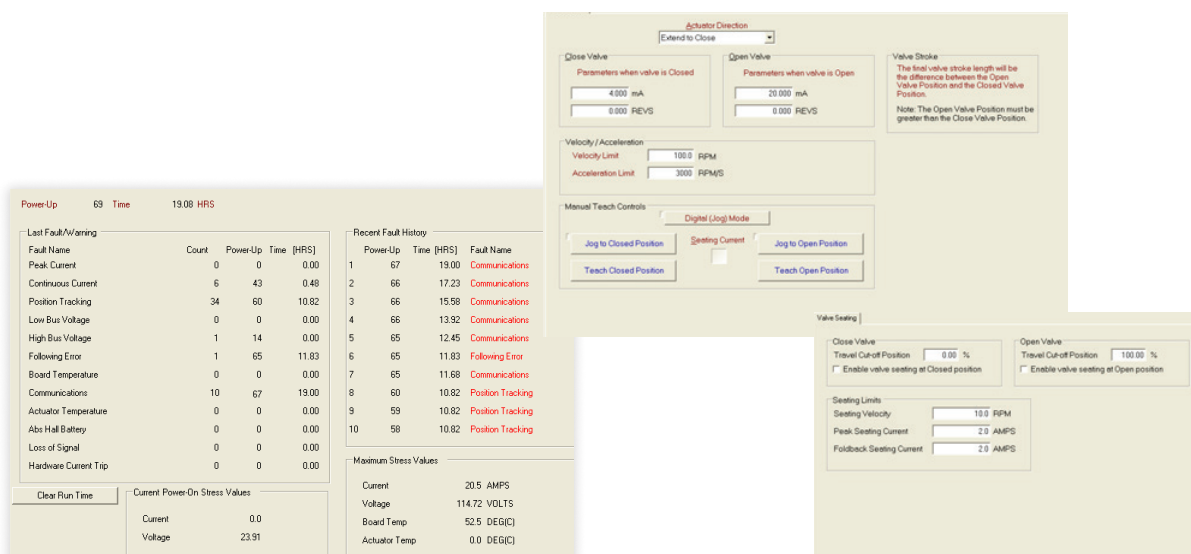 Actuator Direction
Extend to Close
Close Valve
Parameters when valve is Closed
4.000 mA
0.000 REVS
Open Valve
Parameters when valve is Open
20.000 mA
0.000 REVS
Valve Stroke
The final valve stroke length will be
the difference between the Open
Valve Position and the Closed Valve
Position.
Note: The Open Valve Position must be
greater than the Close Valve Position.
Velocity / Acceleration
Velocity Limit 100.0 RPM
Acceleration Limit 3000 RPM/S
Manual Teach Controls
Digital (Jog) Mode
Jog to Closed Position Seating Current Jog to Open Position
Teach Closed Position Teach Open Position
Power-Up 69 Time 19.08 HRS
Last Fault/Warning
Fault Name Count Power-Up Time [HRS]
Peak Current 0 0 0.00
Continuous Current 6 43 0.48
Position Tracking 34 60 10.82
Low Bus Voltage 0 0 0.00
High Bus Voltage 1 14 0.00
Following Error 1 65 11.83
Board Temperature 0 0 0.00
Communications 10 67 19.00
Actuator Temperature 0 0 0.00
Abs Hall Battery 0 0 0.00
Loss of Signal 0 0 0.00
Hardware Current Trip 0 0 0.00
Clear Run Time
Current Power-On Stress Values
Current 0.0
Voltage 23.91
Recent Fault History
Power-Up Time [HRS] Fault Name
1 67 19.00 Communications
2 66 17.23 Communications
3 66 15.58 Communications
4 66 13.92 Communications
5 65 12.45 Communications
6 65 11.83 Following Error
7 65 11.68 Communications
8 60 10.82 Position Tracking
9 59 10.82 Position Tracking
10 58 10.82 Position Tracking
Maximum Stress Values
Current 20.5 AMPS
Voltage 114.72 VOLTS
Board Temp 52.5 DEG(C)
Actuator Temp 0.0 DEG(C)
Valve Seating
Close Valve
Travel Cut-off Position 0.00 %
Enable valve seating at Closed position
Open Valve
Travel Cut-off Position 100.00 %
Enable valve seating at Open position
Seating Limits
Seating Velocity 10.0 RPM
Peak Seating Current 2.0 AMPS
Foldback Seating Current 2.0 AMPS